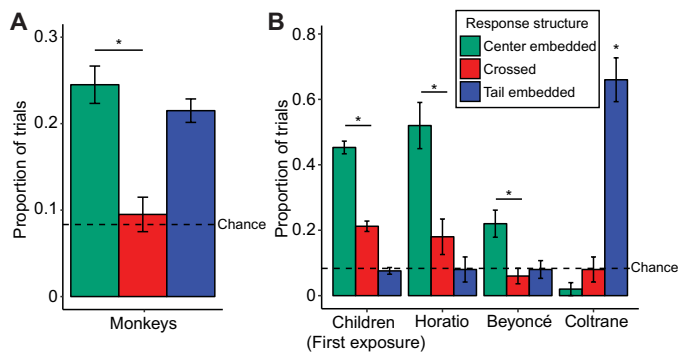 A
0.3
0.2
0.1
0
Proportion of trials
*
Chance
Monkeys
B
0.8
0.6
0.4
0.2
0
Proportion of trials
Response structure
Center embedded
Crossed
Tail embedded
*
*
*
*
Chance
Children
(First exposure)
Horatio
Beyoncé
Coltrane